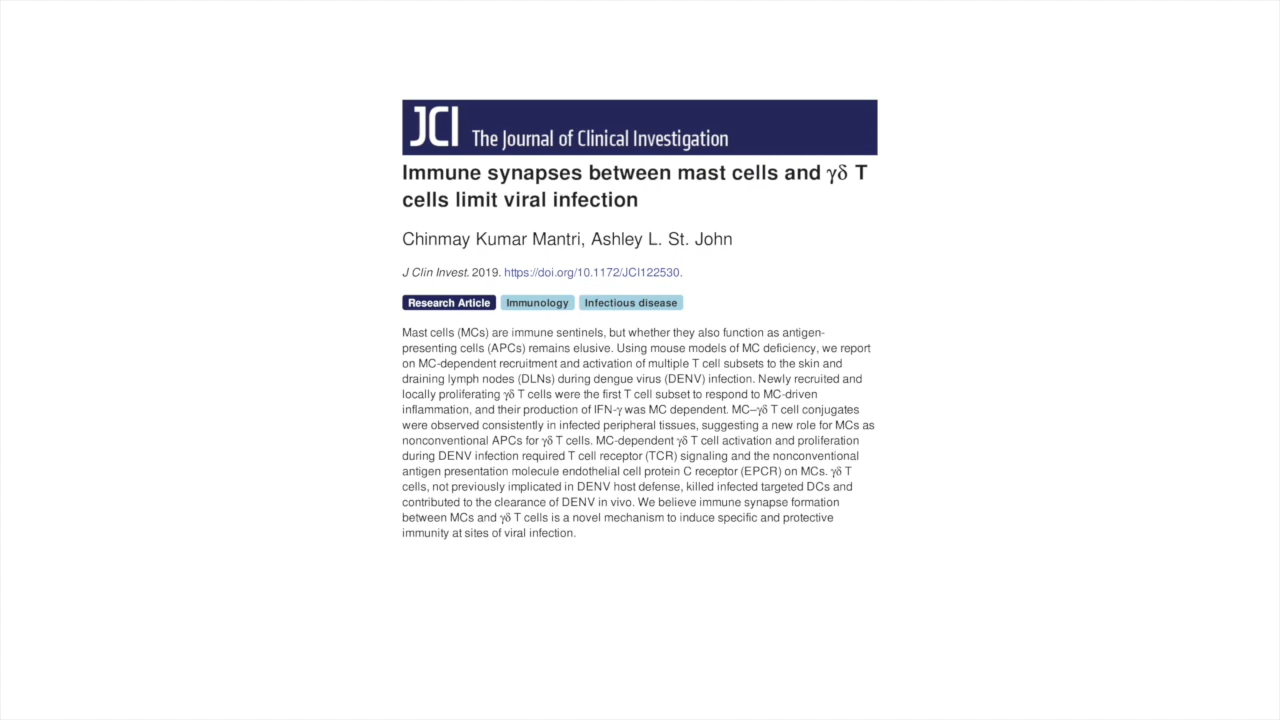 JCI The Journal of Clinical Investigation
Immune synapses between mast cells and γδ T
cells limit viral infection
Chinmay Kumar Mantri, Ashley L. St. John
J Clin Invest. 2019. https://doi.org/10.1172/JCI122530.
Research Article Immunology Infectious disease
Mast cells (MCs) are immune sentinels, but whether they also function as antigen-
presenting cells (APCs) remains elusive. Using mouse models of MC deficiency, we report
on MC-dependent recruitment and activation of multiple T cell subsets to the skin and
draining lymph nodes (DLNs) during dengue virus (DENV) infection. Newly recruited and
locally proliferating γδ T cells were the first T cell subset to respond to MC-driven
inflammation, and their production of IFN-γ was MC dependent. MC–γδ T cell conjugates
were observed consistently in infected peripheral tissues, suggesting a new role for MCs as
nonconventional APCs for γδ T cells. MC-dependent γδ T cell activation and proliferation
during DENV infection required T cell receptor (TCR) signaling and the nonconventional
antigen presentation molecule endothelial cell protein C receptor (EPCR) on MCs. γδ T
cells, not previously implicated in DENV host defense, killed infected targeted DCs and
contributed to the clearance of DENV in vivo. We believe immune synapse formation
between MCs and γδ T cells is a novel mechanism to induce specific and protective
immunity at sites of viral infection.